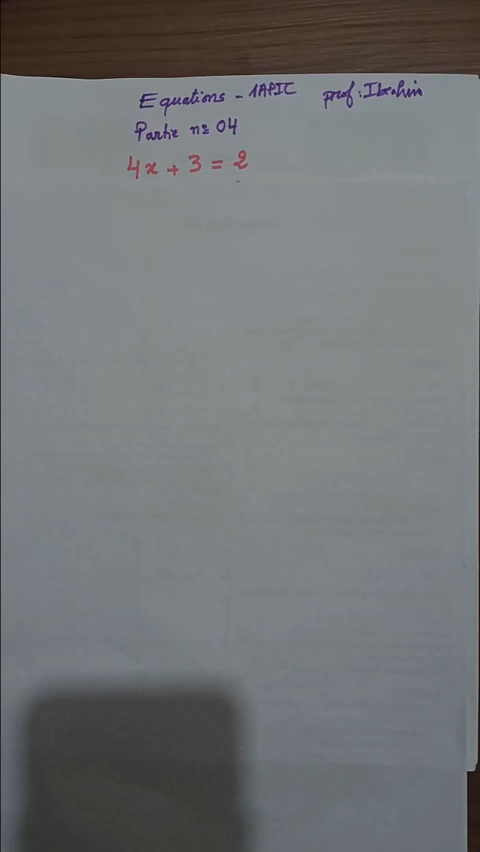 Equations - 1APIC prof: Ibrahim
Partie n° 04
4x + 3 = 2